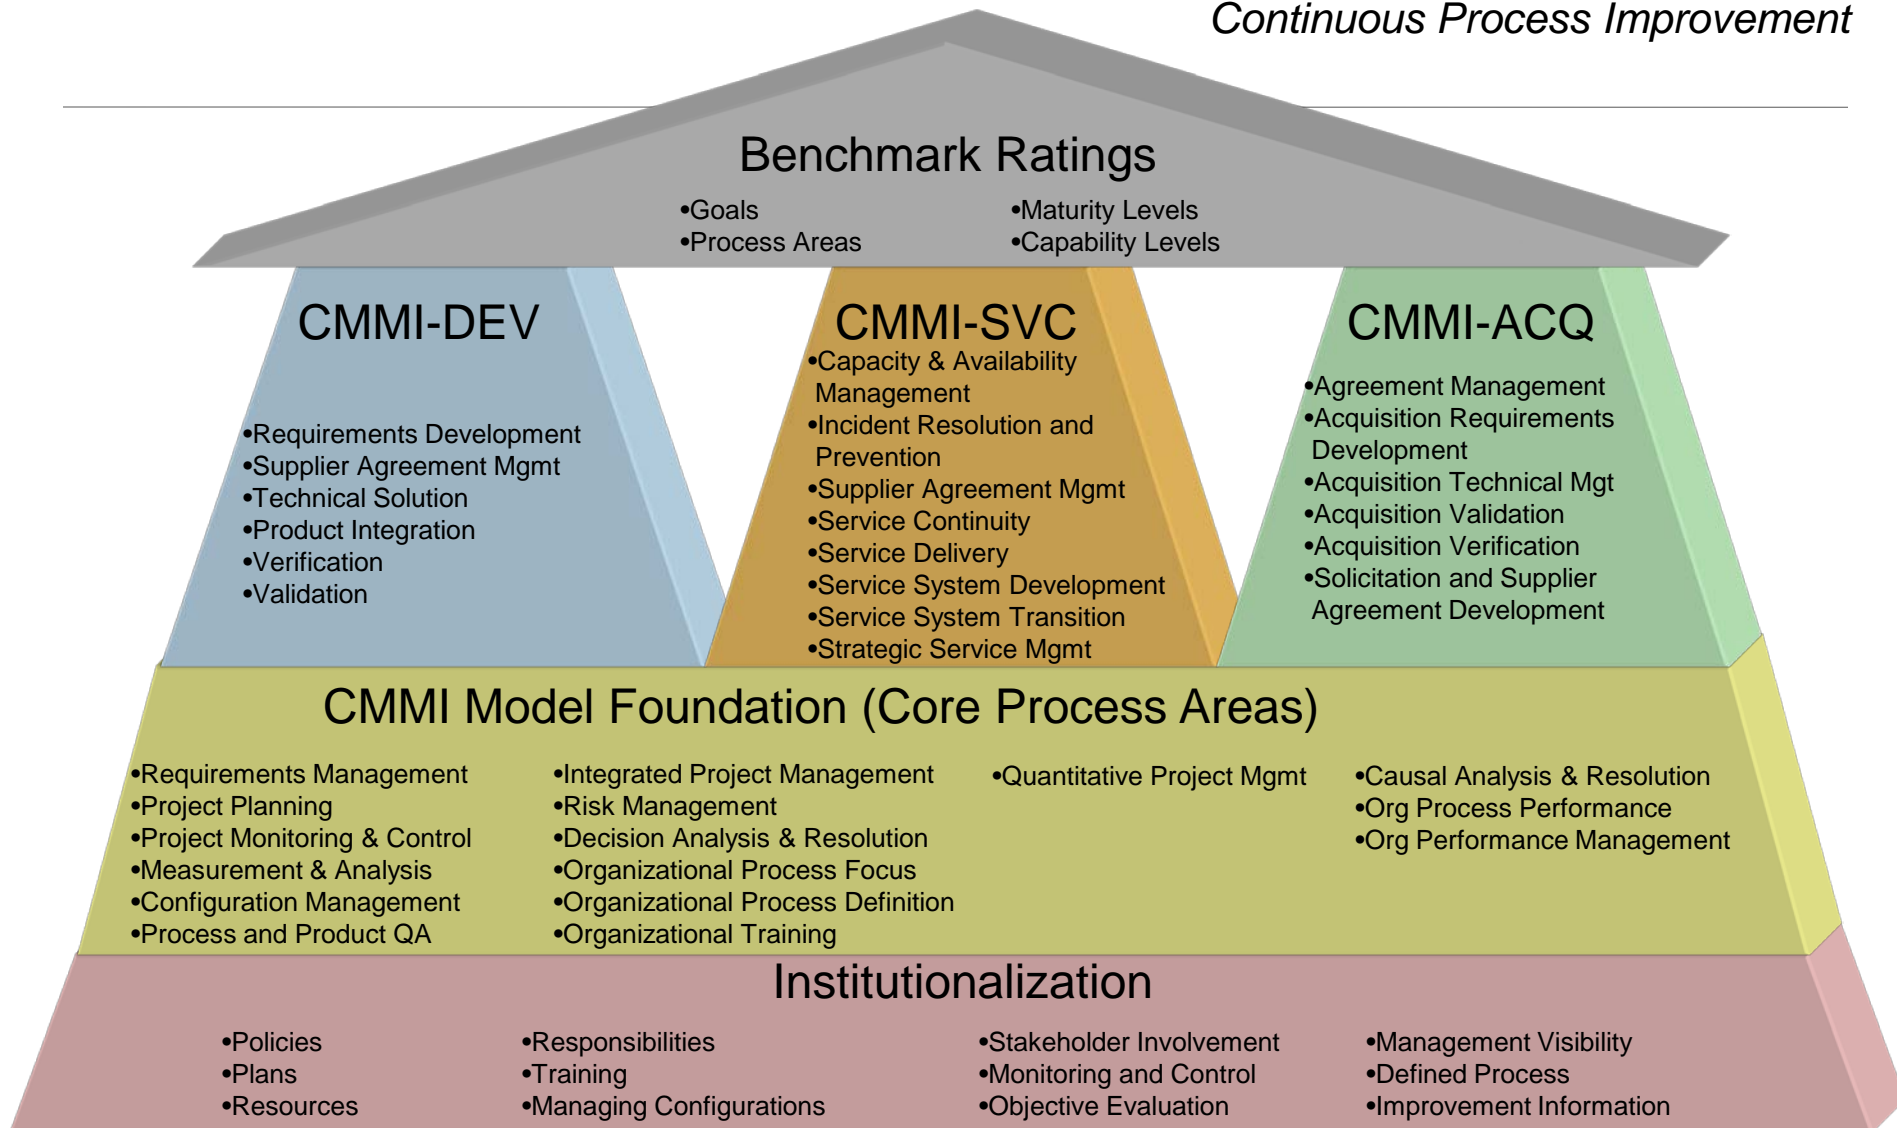 Continuous Process Improvement
Benchmark Ratings
•Goals
•Process Areas
•Maturity Levels
•Capability Levels
CMMI-DEV
•Requirements Development
•Supplier Agreement Mgmt
•Technical Solution
•Product Integration
•Verification
•Validation
CMMI-SVC
•Capacity & Availability
Management
•Incident Resolution and
Prevention
•Supplier Agreement Mgmt
•Service Continuity
•Service Delivery
•Service System Development
•Service System Transition
•Strategic Service Mgmt
CMMI-ACQ
•Agreement Management
•Acquisition Requirements
Development
•Acquisition Technical Mgt
•Acquisition Validation
•Acquisition Verification
•Solicitation and Supplier
Agreement Development
CMMI Model Foundation (Core Process Areas)
•Requirements Management
•Project Planning
•Project Monitoring & Control
•Measurement & Analysis
•Configuration Management
•Process and Product QA
•Integrated Project Management
•Risk Management
•Decision Analysis & Resolution
•Organizational Process Focus
•Organizational Process Definition
•Organizational Training
•Quantitative Project Mgmt
•Causal Analysis & Resolution
•Org Process Performance
•Org Performance Management
Institutionalization
•Policies
•Plans
•Resources
•Responsibilities
•Training
•Managing Configurations
•Stakeholder Involvement
•Monitoring and Control
•Objective Evaluation
•Management Visibility
•Defined Process
•Improvement Information